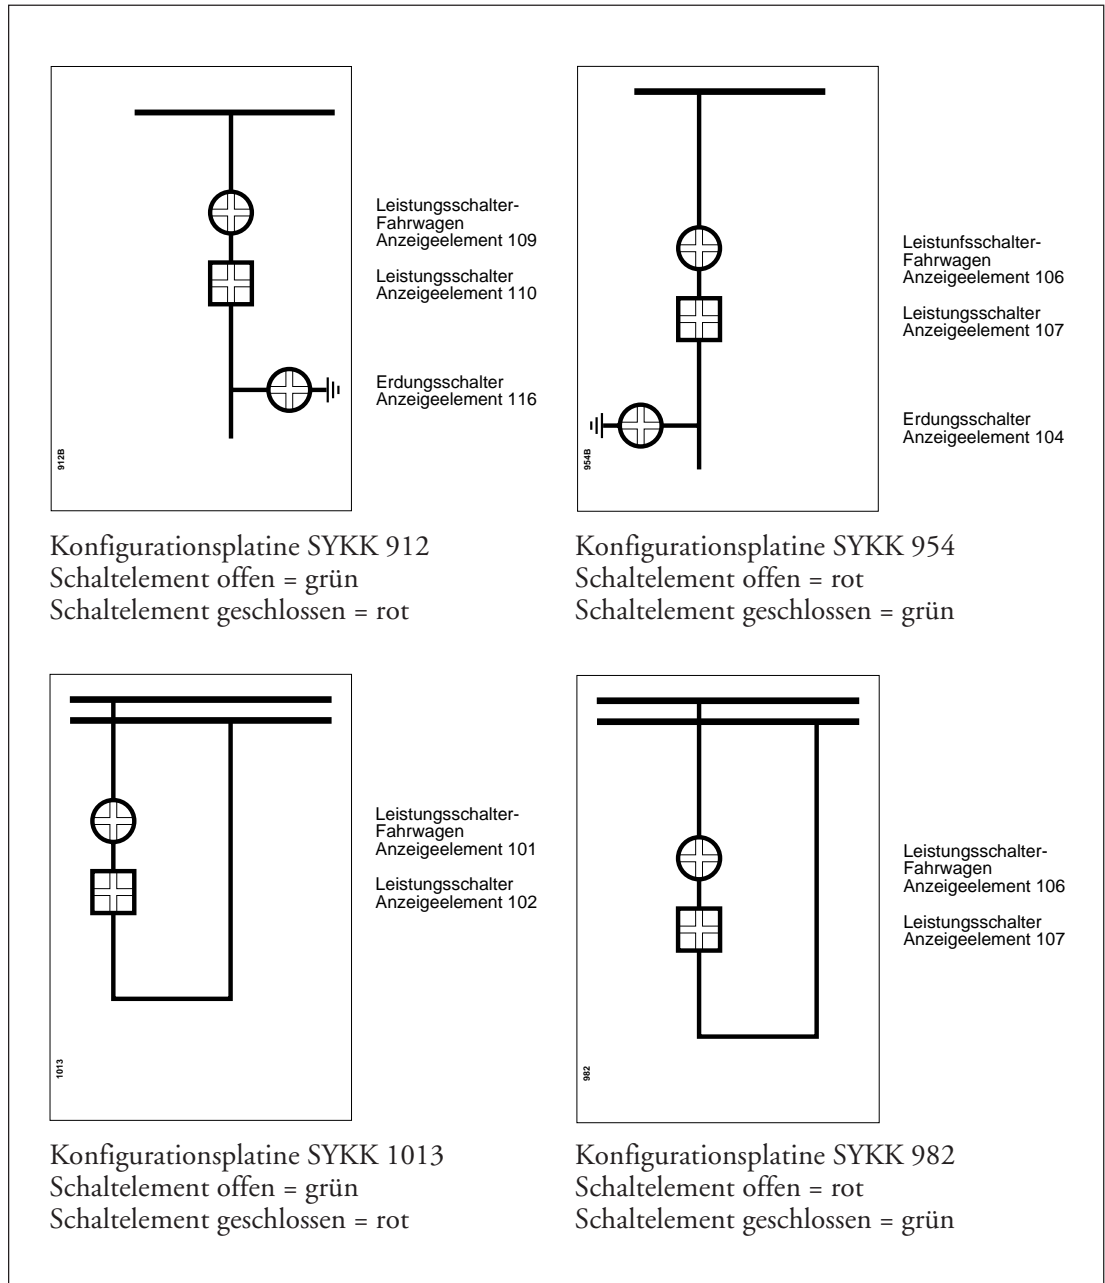 Leistungsschalter-
Fahrwagen
Anzeigeelement 109
Leistungsschalter
Anzeigeelement 110
Erdungsschalter
Anzeigeelement 116
912B
Konfigurationsplatine SYKK 912
Schaltelement offen = grün
Schaltelement geschlossen = rot
Leistunfsschalter-
Fahrwagen
Anzeigeelement 106
Leistungsschalter
Anzeigeelement 107
Erdungsschalter
Anzeigeelement 104
954B
Konfigurationsplatine SYKK 954
Schaltelement offen = rot
Schaltelement geschlossen = grün
Leistungsschalter-
Fahrwagen
Anzeigeelement 101
Leistungsschalter
Anzeigeelement 102
1013
Konfigurationsplatine SYKK 1013
Schaltelement offen = grün
Schaltelement geschlossen = rot
Leistungsschalter-
Fahrwagen
Anzeigeelement 106
Leistungsschalter
Anzeigeelement 107
982
Konfigurationsplatine SYKK 982
Schaltelement offen = rot
Schaltelement geschlossen = grün